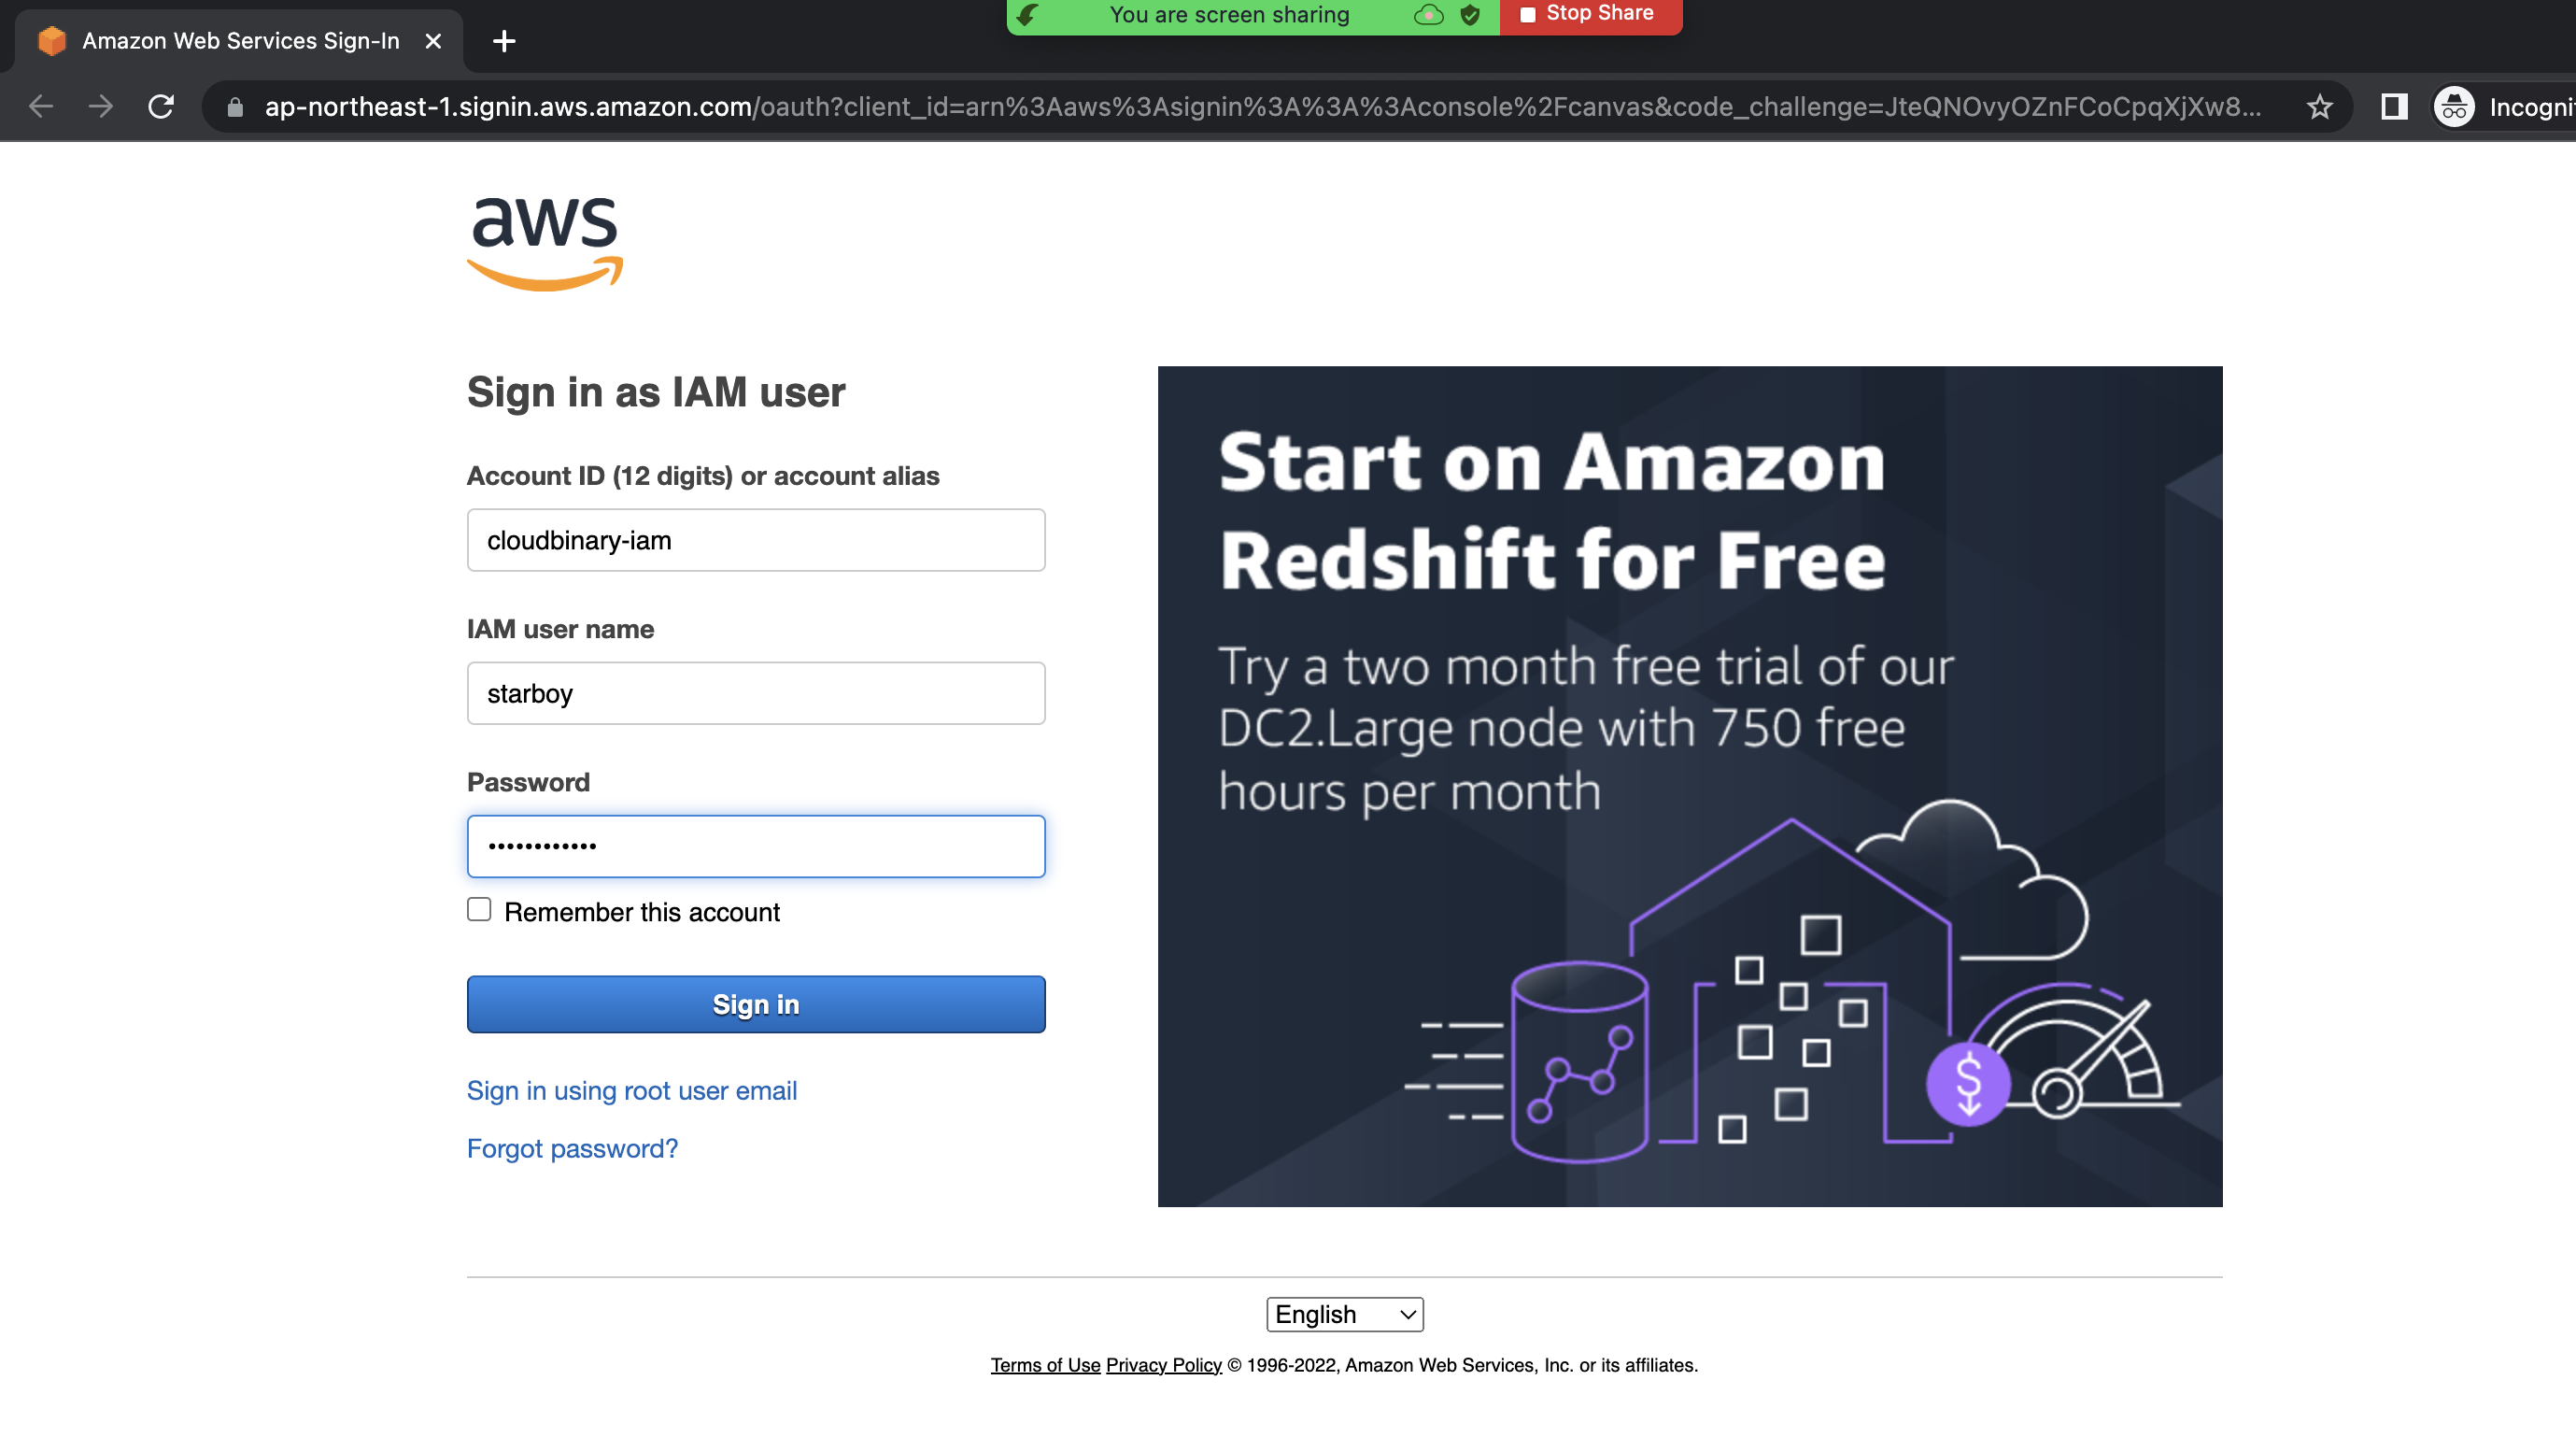 Amazon Web Services Sign-In
You are screen sharing
Stop Share
ap-northeast-1.signin.aws.amazon.com/oauth?client_id=arn%3Aaws%3Asignin%3A%3A%3Aconsole%2Fcanvas&code_challenge=JteQNOvyOZnFCoCpqXjXw8...
Incogni
aws
Sign in as IAM user
Account ID (12 digits) or account alias
cloudbinary-iam
IAM user name
starboy
Password
••••••••••••
Remember this account
Sign in
Sign in using root user email
Forgot password?
Start on Amazon
Redshift for Free
Try a two month free trial of our
DC2.Large node with 750 free
hours per month
$
English
Terms of Use Privacy Policy © 1996-2022, Amazon Web Services, Inc. or its affiliates.